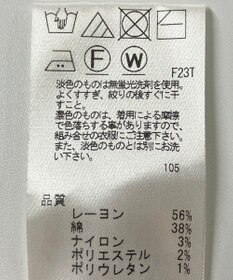 F W
F23T
淡色のものは無蛍光洗剤を使用。
よくすすぎ、絞りの後すぐに干
すこと。
濃色のものは、着用による摩擦
で色落ちする事がありますので、
組み合せの衣服にご注意下さい。
また、淡色のものとは別にお洗
い下さい。
105
品質
レーヨン 56%
綿 38%
ナイロン 3%
ポリエステル 2%
ポリウレタン 1%